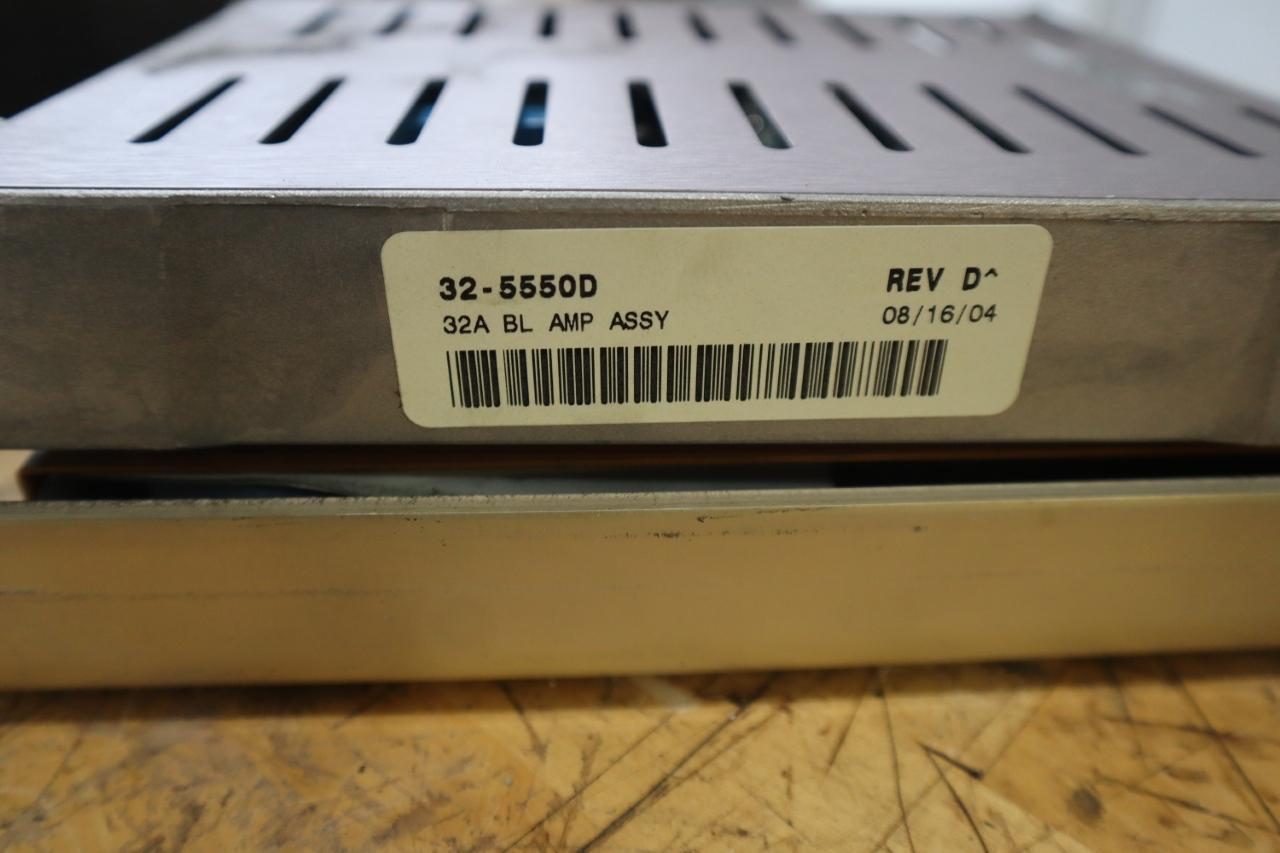 32-5550D REV D^
32A BL AMP ASSY 08/16/04